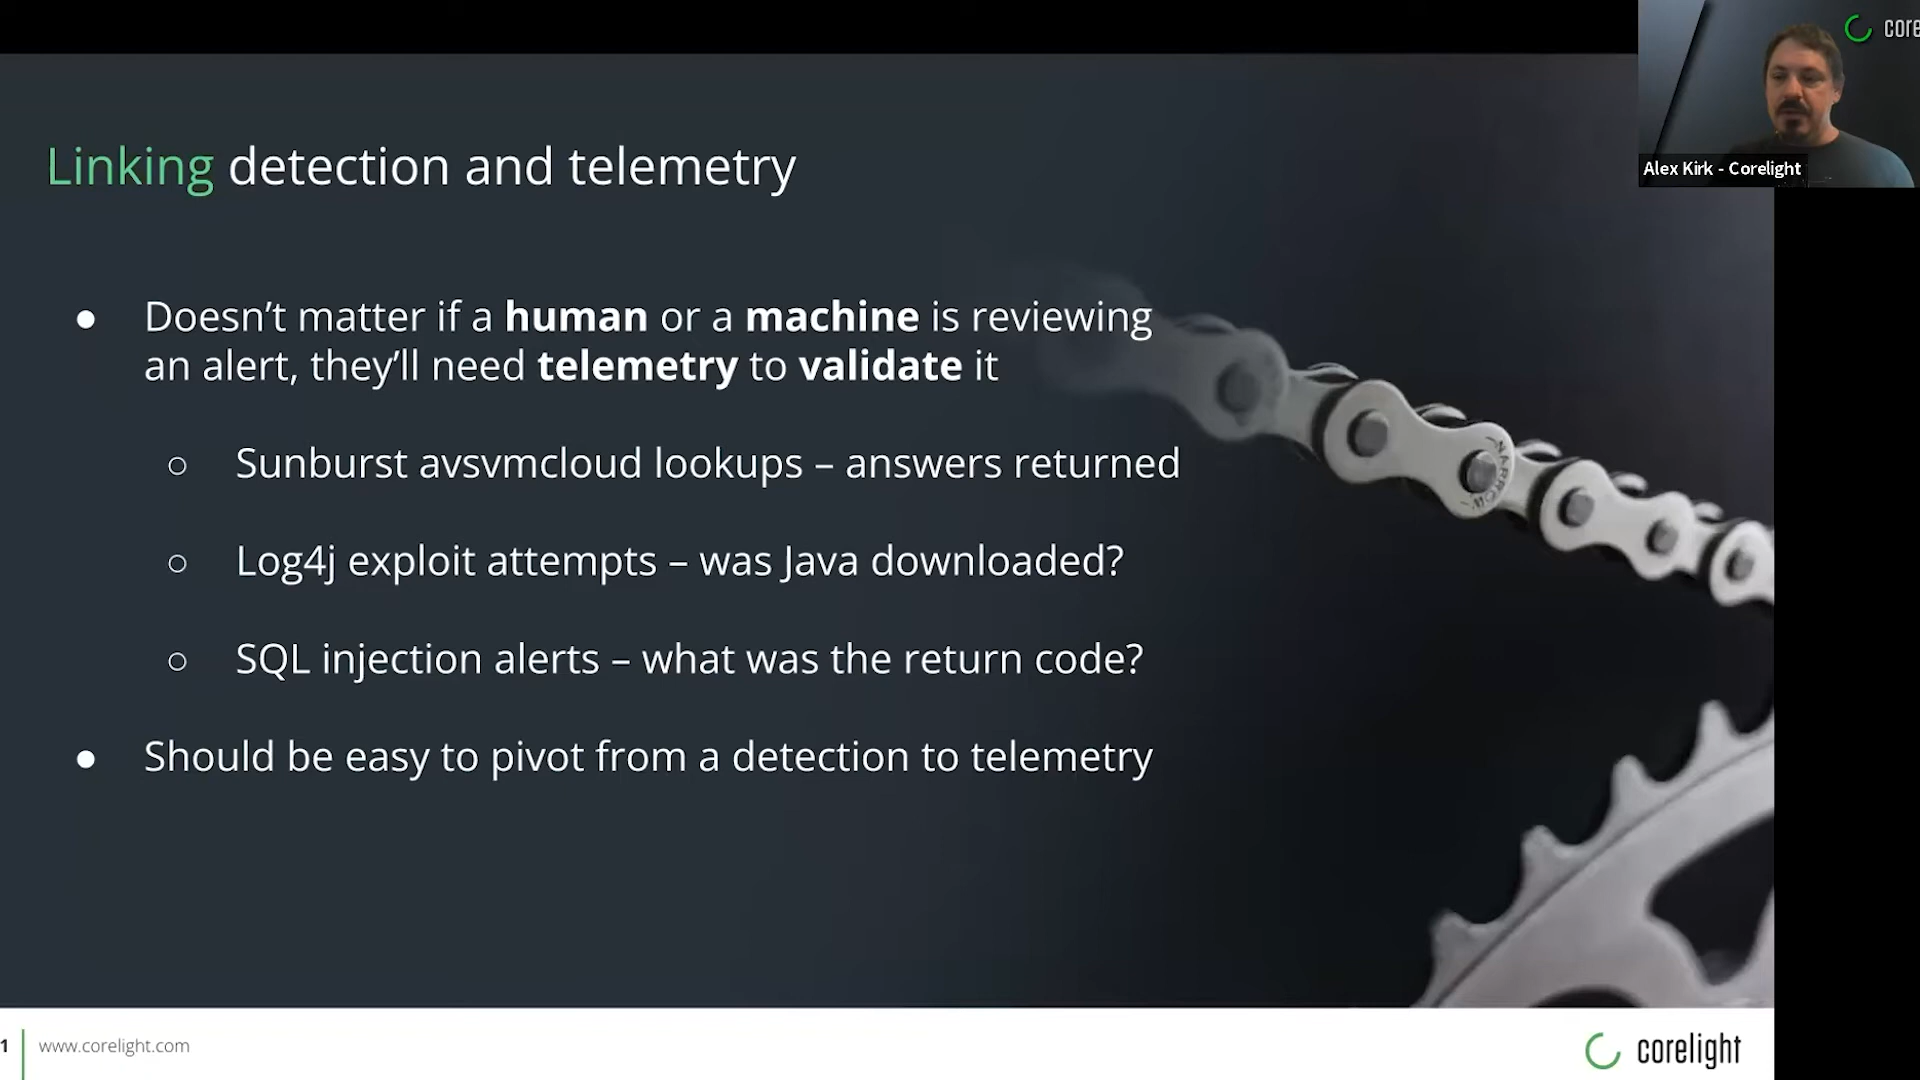 core
Alex Kirk - Corelight
Linking detection and telemetry
● Doesn’t matter if a human or a machine is reviewing
an alert, they’ll need telemetry to validate it
○ Sunburst avsvmcloud lookups – answers returned
○ Log4j exploit attempts – was Java downloaded?
○ SQL injection alerts – what was the return code?
● Should be easy to pivot from a detection to telemetry
NARROW
1
www.corelight.com
corelight